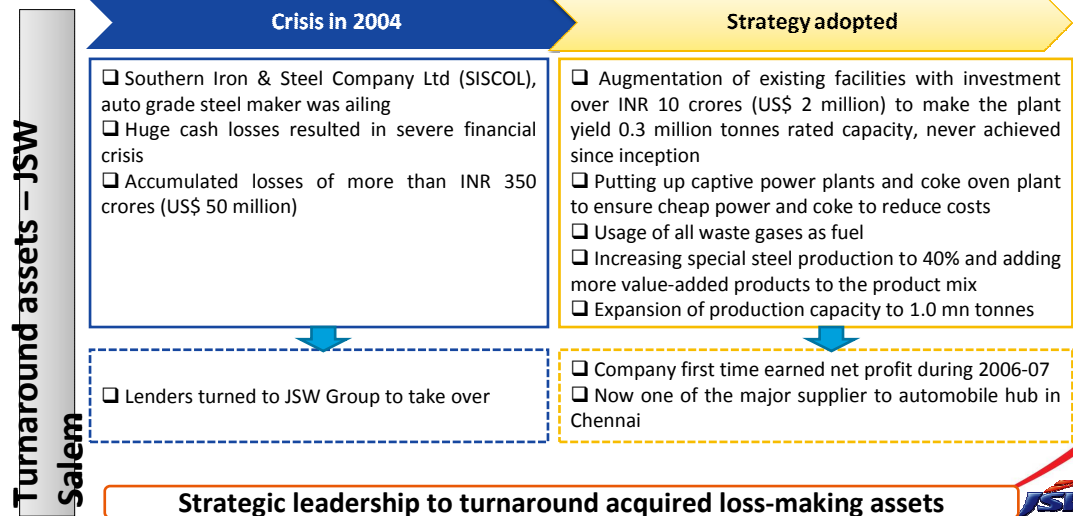 Turnaround assets – JSW
Salem
Crisis in 2004
❑ Southern Iron & Steel Company Ltd (SISCOL),
auto grade steel maker was ailing
❑ Huge cash losses resulted in severe financial
crisis
❑ Accumulated losses of more than INR 350
crores (US$ 50 million)
❑ Lenders turned to JSW Group to take over
Strategy adopted
❑ Augmentation of existing facilities with investment
over INR 10 crores (US$ 2 million) to make the plant
yield 0.3 million tonnes rated capacity, never achieved
since inception
❑ Putting up captive power plants and coke oven plant
to ensure cheap power and coke to reduce costs
❑ Usage of all waste gases as fuel
❑ Increasing special steel production to 40% and adding
more value-added products to the product mix
❑ Expansion of production capacity to 1.0 mn tonnes
❑ Company first time earned net profit during 2006-07
❑ Now one of the major supplier to automobile hub in
Chennai
Strategic leadership to turnaround acquired loss-making assets